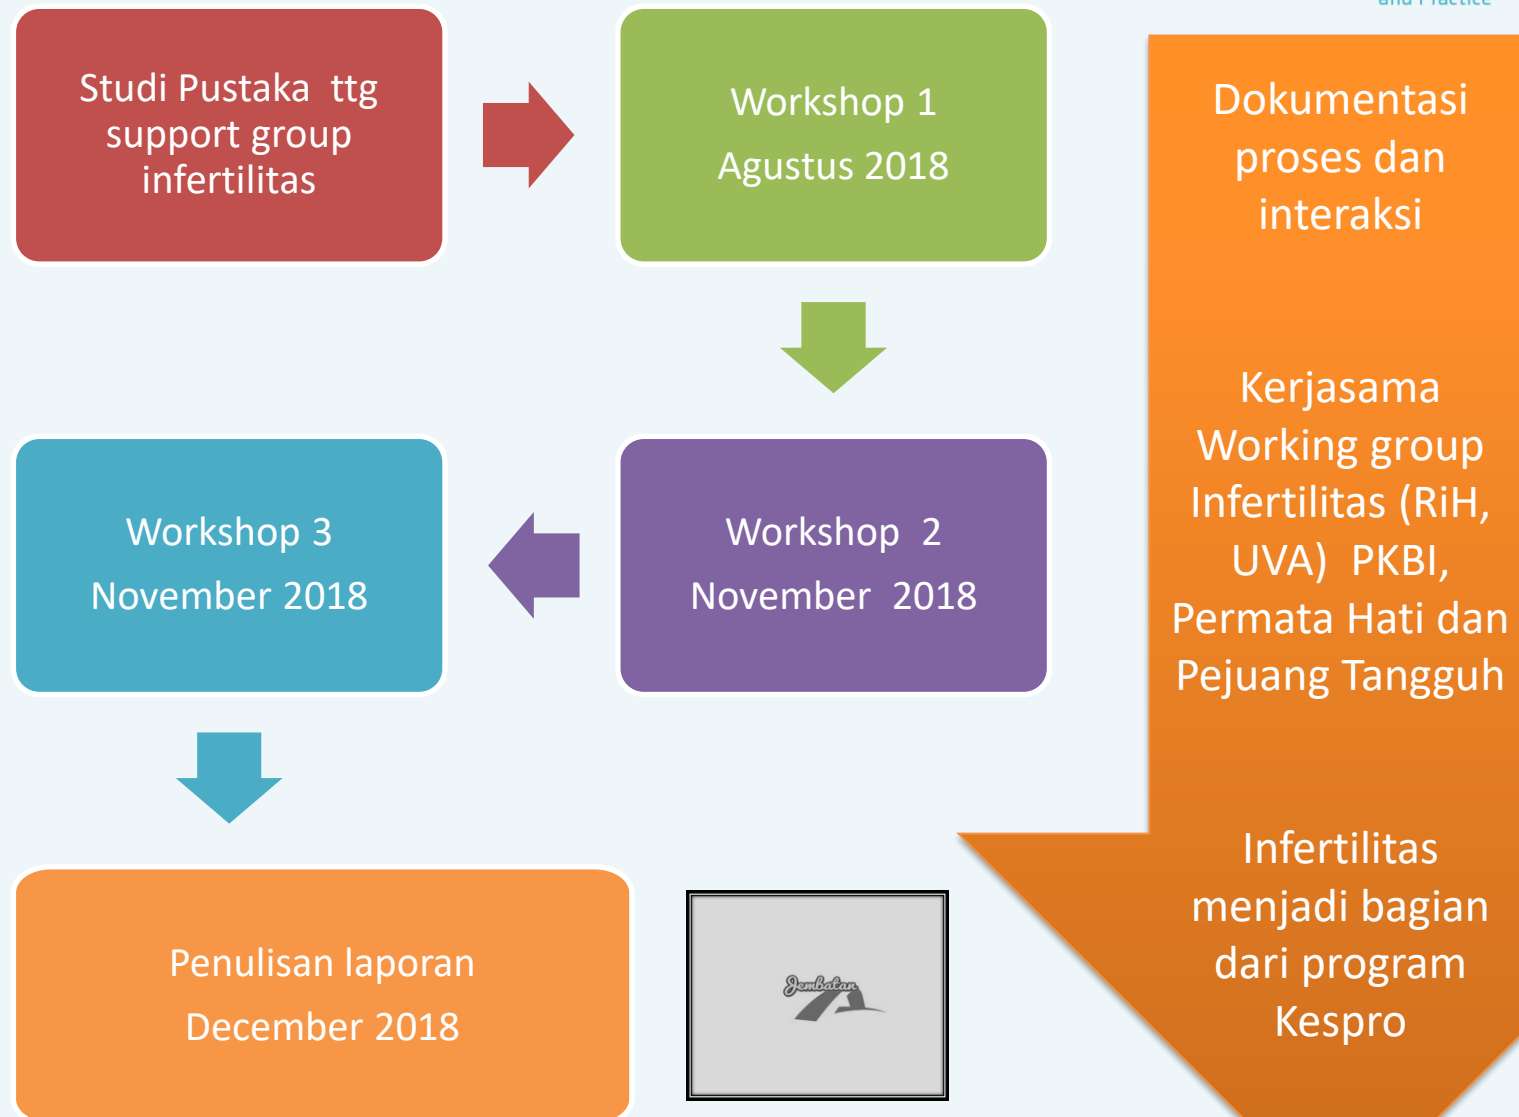 and Practice
Studi Pustaka ttg
support group
infertilitas
Workshop 1
Agustus 2018
Workshop 2
November 2018
Workshop 3
November 2018
Penulisan laporan
December 2018
Jembatan
Dokumentasi
proses dan
interaksi
Kerjasama
Working group
Infertilitas (RiH,
UVA) PKBI,
Permata Hati dan
Pejuang Tangguh
Infertilitas
menjadi bagian
dari program
Kespro